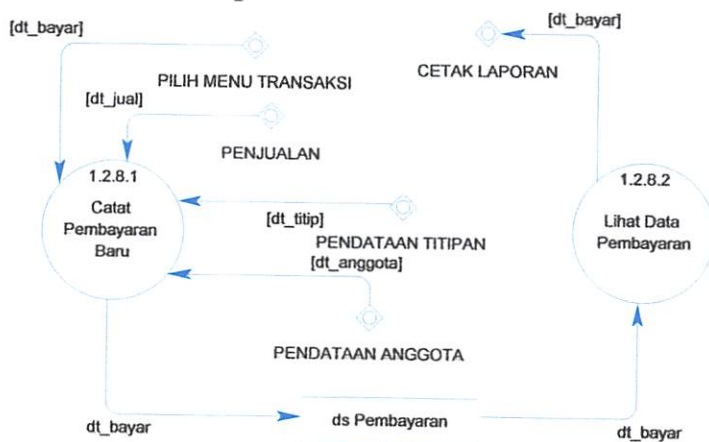 [dt_bayar]
[dt_bayar]
PILIH MENU TRANSAKSI
CETAK LAPORAN
[dt_jual]
PENJUALAN
1.2.8.1
Catat
Pembayaran
Baru
1.2.8.2
Lihat Data
Pembayaran
[dt_titip]
PENDATAAN TITIPAN
[dt_anggota]
PENDATAAN ANGGOTA
dt_bayar
ds Pembayaran
dt_bayar